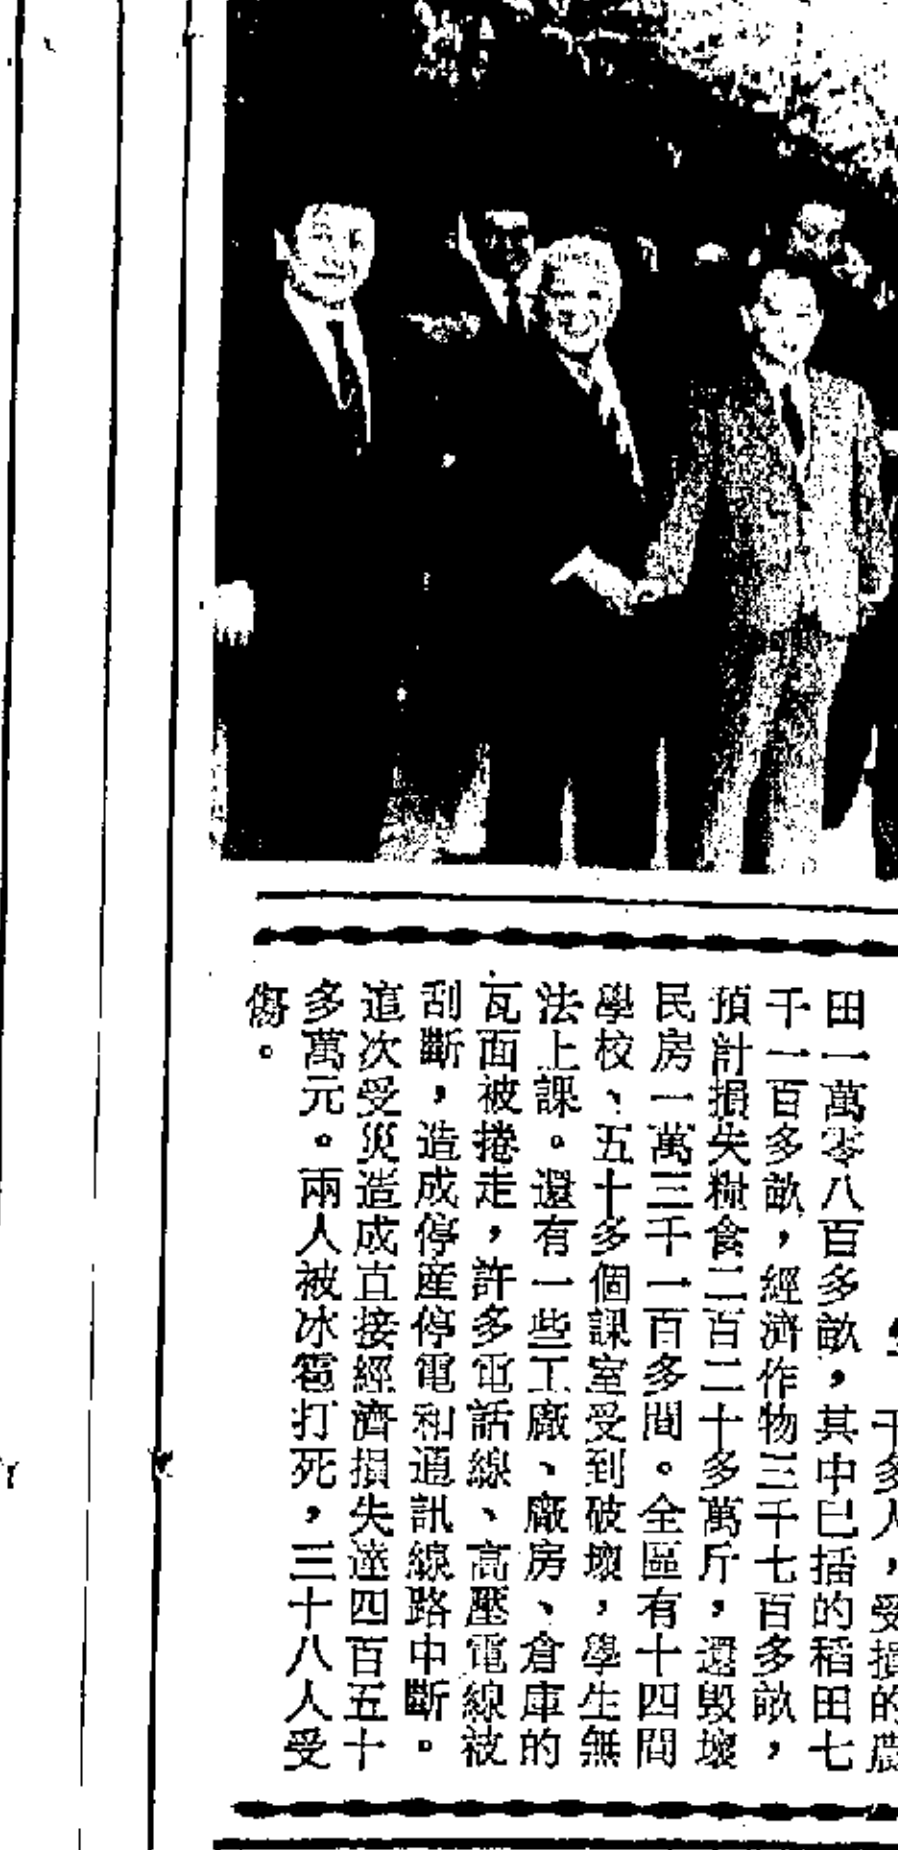 千多人，受損的農
田一萬零八百多畝，其中已插的稻田七
千一百多畝，經濟作物三千七百多畝，
預計損失糧食二百二十多萬斤，還毀壞
民房一萬三千一百多間。全區有十四間
學校、五十多個課室受到破壞，學生無
法上課。還有一些工廠、廠房、倉庫的
瓦面被捲走，許多電話線、高壓電線被
刮斷，造成停産停電和通訊線路中斷。
這次受災造成直接經濟損失達四百五十
多萬元。兩人被冰雹打死，三十八人受
傷。